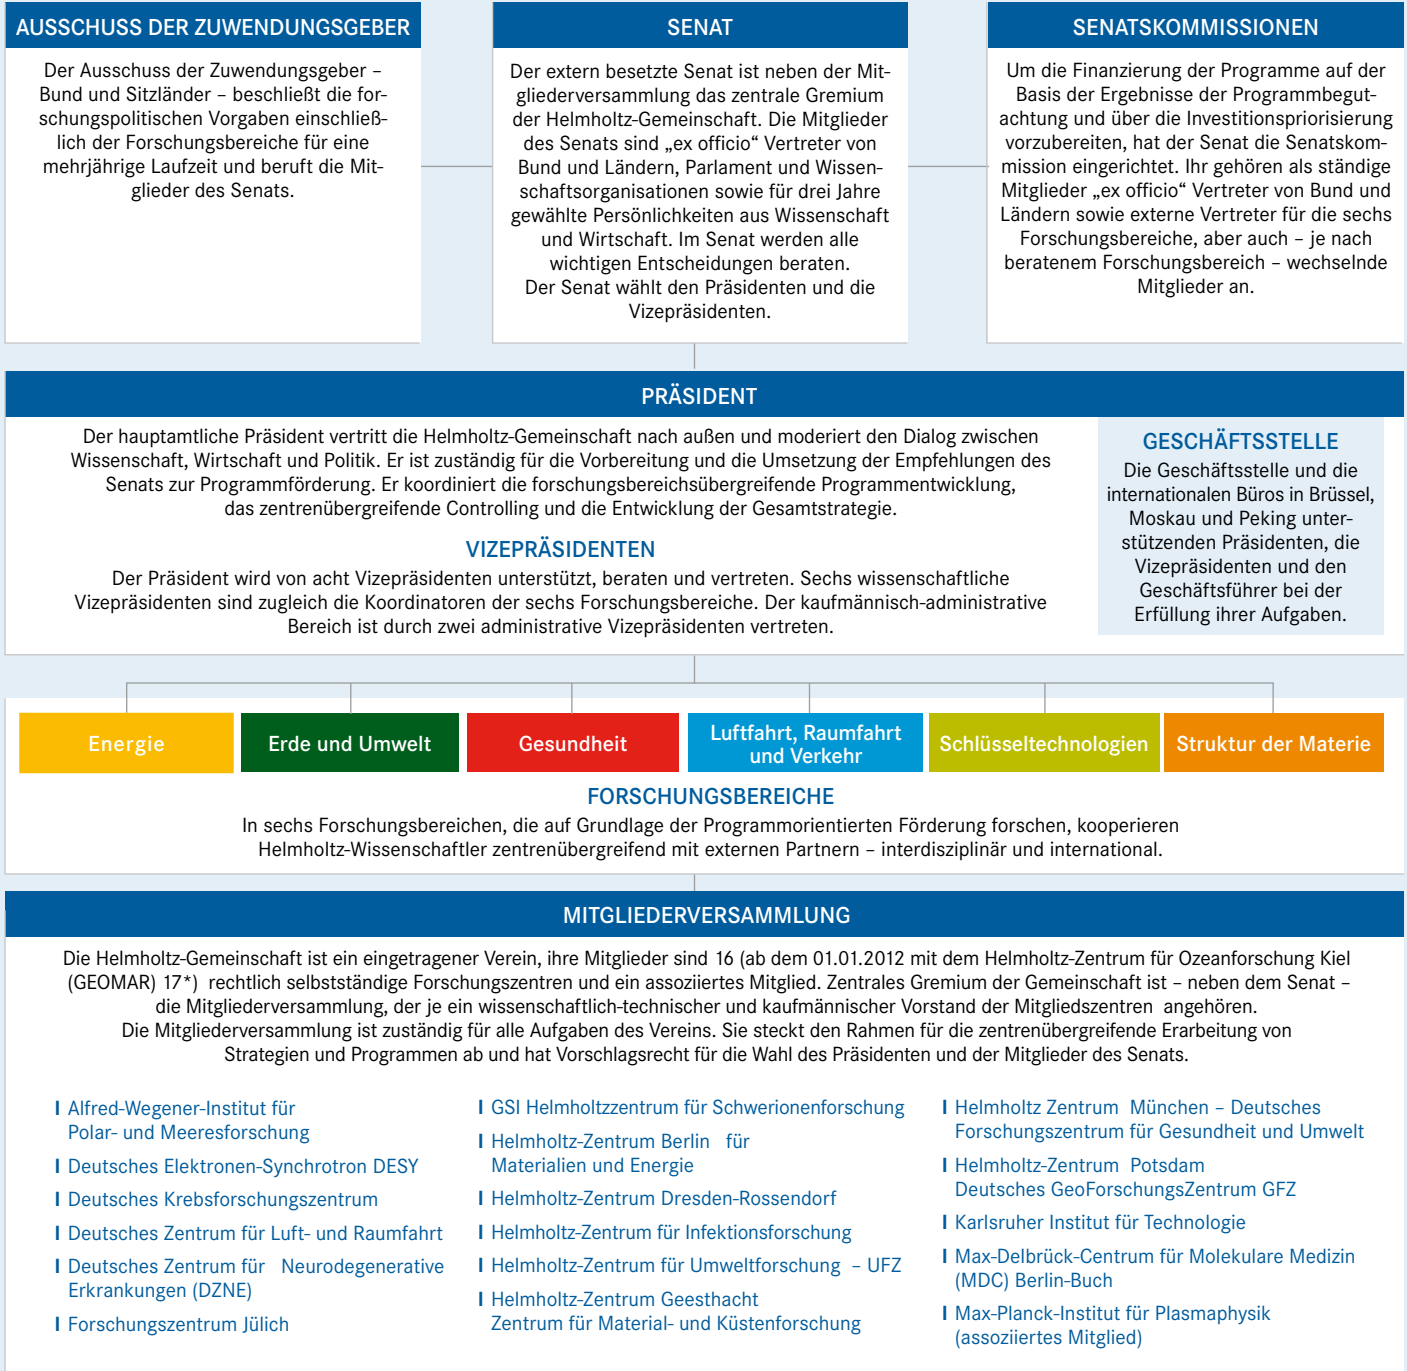 AUSSCHUSS DER ZUWENDUNGSGEBER
Der Ausschuss der Zuwendungsgeber –
Bund und Sitzländer – beschließt die for-
schungspolitischen Vorgaben einschließ-
lich der Forschungsbereiche für eine
mehrjährige Laufzeit und beruft die Mit-
glieder des Senats.
SENAT
Der extern besetzte Senat ist neben der Mit-
gliederversammlung das zentrale Gremium
der Helmholtz-Gemeinschaft. Die Mitglieder
des Senats sind „ex officio“ Vertreter von
Bund und Ländern, Parlament und Wissen-
schaftsorganisationen sowie für drei Jahre
gewählte Persönlichkeiten aus Wissenschaft
und Wirtschaft. Im Senat werden alle
wichtigen Entscheidungen beraten.
Der Senat wählt den Präsidenten und die
Vizepräsidenten.
SENATSKOMMISSIONEN
Um die Finanzierung der Programme auf der
Basis der Ergebnisse der Programmbegut-
achtung und über die Investitionspriorisierung
vorzubereiten, hat der Senat die Senatskom-
mission eingerichtet. Ihr gehören als ständige
Mitglieder „ex officio“ Vertreter von Bund und
Ländern sowie externe Vertreter für die sechs
Forschungsbereiche, aber auch – je nach
beratenem Forschungsbereich – wechselnde
Mitglieder an.
PRÄSIDENT
Der hauptamtliche Präsident vertritt die Helmholtz-Gemeinschaft nach außen und moderiert den Dialog zwischen
Wissenschaft, Wirtschaft und Politik. Er ist zuständig für die Vorbereitung und die Umsetzung der Empfehlungen des
Senats zur Programmförderung. Er koordiniert die forschungsbereichsübergreifende Programmentwicklung,
das zentrenübergreifende Controlling und die Entwicklung der Gesamtstrategie.
VIZEPRÄSIDENTEN
Der Präsident wird von acht Vizepräsidenten unterstützt, beraten und vertreten. Sechs wissenschaftliche
Vizepräsidenten sind zugleich die Koordinatoren der sechs Forschungsbereiche. Der kaufmännisch-administrative
Bereich ist durch zwei administrative Vizepräsidenten vertreten.
GESCHÄFTSSTELLE
Die Geschäftsstelle und die
internationalen Büros in Brüssel,
Moskau und Peking unter-
stützenden Präsidenten, die
Vizepräsidenten und den
Geschäftsführer bei der
Erfüllung ihrer Aufgaben.
Energie
Erde und Umwelt
Gesundheit
Luftfahrt, Raumfahrt
und Verkehr
Schlüsseltechnologien
Struktur der Materie
FORSCHUNGSBEREICHE
In sechs Forschungsbereichen, die auf Grundlage der Programmorientierten Förderung forschen, kooperieren
Helmholtz-Wissenschaftler zentrenübergreifend mit externen Partnern – interdisziplinär und international.
MITGLIEDERVERSAMMLUNG
Die Helmholtz-Gemeinschaft ist ein eingetragener Verein, ihre Mitglieder sind 16 (ab dem 01.01.2012 mit dem Helmholtz-Zentrum für Ozeanforschung Kiel
(GEOMAR) 17*) rechtlich selbstständige Forschungszentren und ein assoziiertes Mitglied. Zentrales Gremium der Gemeinschaft ist – neben dem Senat –
die Mitgliederversammlung, der je ein wissenschaftlich-technischer und kaufmännischer Vorstand der Mitgliedszentren angehören.
Die Mitgliederversammlung ist zuständig für alle Aufgaben des Vereins. Sie steckt den Rahmen für die zentrenübergreifende Erarbeitung von
Strategien und Programmen ab und hat Vorschlagsrecht für die Wahl des Präsidenten und der Mitglieder des Senats.
I Alfred-Wegener-Institut für
Polar- und Meeresforschung
I Deutsches Elektronen-Synchrotron DESY
I Deutsches Krebsforschungszentrum
I Deutsches Zentrum für Luft- und Raumfahrt
I Deutsches Zentrum für Neurodegenerative
Erkrankungen (DZNE)
I Forschungszentrum Jülich
I GSI Helmholtzzentrum für Schwerionenforschung
I Helmholtz-Zentrum Berlin für
Materialien und Energie
I Helmholtz-Zentrum Dresden-Rossendorf
I Helmholtz-Zentrum für Infektionsforschung
I Helmholtz-Zentrum für Umweltforschung – UFZ
I Helmholtz-Zentrum Geesthacht
Zentrum für Material- und Küstenforschung
I Helmholtz Zentrum München – Deutsches
Forschungszentrum für Gesundheit und Umwelt
I Helmholtz-Zentrum Potsdam
Deutsches GeoForschungsZentrum GFZ
I Karlsruher Institut für Technologie
I Max-Delbrück-Centrum für Molekulare Medizin
(MDC) Berlin-Buch
I Max-Planck-Institut für Plasmaphysik
(assoziiertes Mitglied)